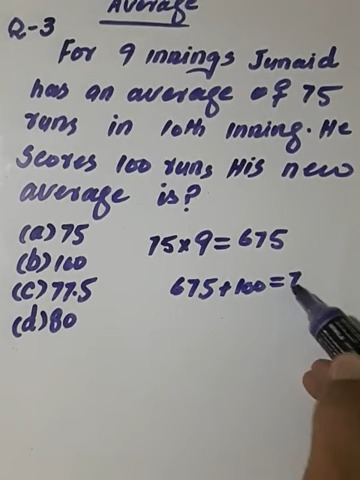 Average
Q-3
For 9 innings Junaid
has an average of 75
runs in 10th inning. He
Scores 100 runs His new
average is?
(a) 75
(b) 100
(c) 77.5
(d) 80
75 x 9 = 675
675 + 100 = 7